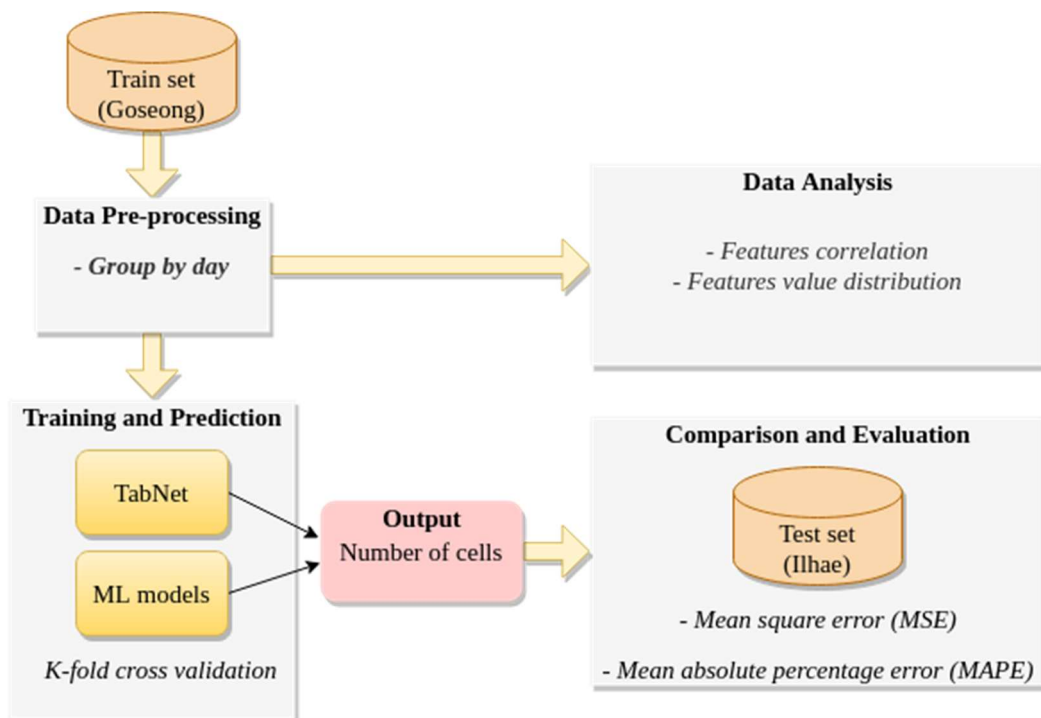 Train set
(Goseong)
Data Pre-processing
- Group by day
Data Analysis
- Features correlation
- Features value distribution
Training and Prediction
TabNet
ML models
K-fold cross validation
Output
Number of cells
Comparison and Evaluation
Test set
(Ilhae)
- Mean square error (MSE)
- Mean absolute percentage error (MAPE)